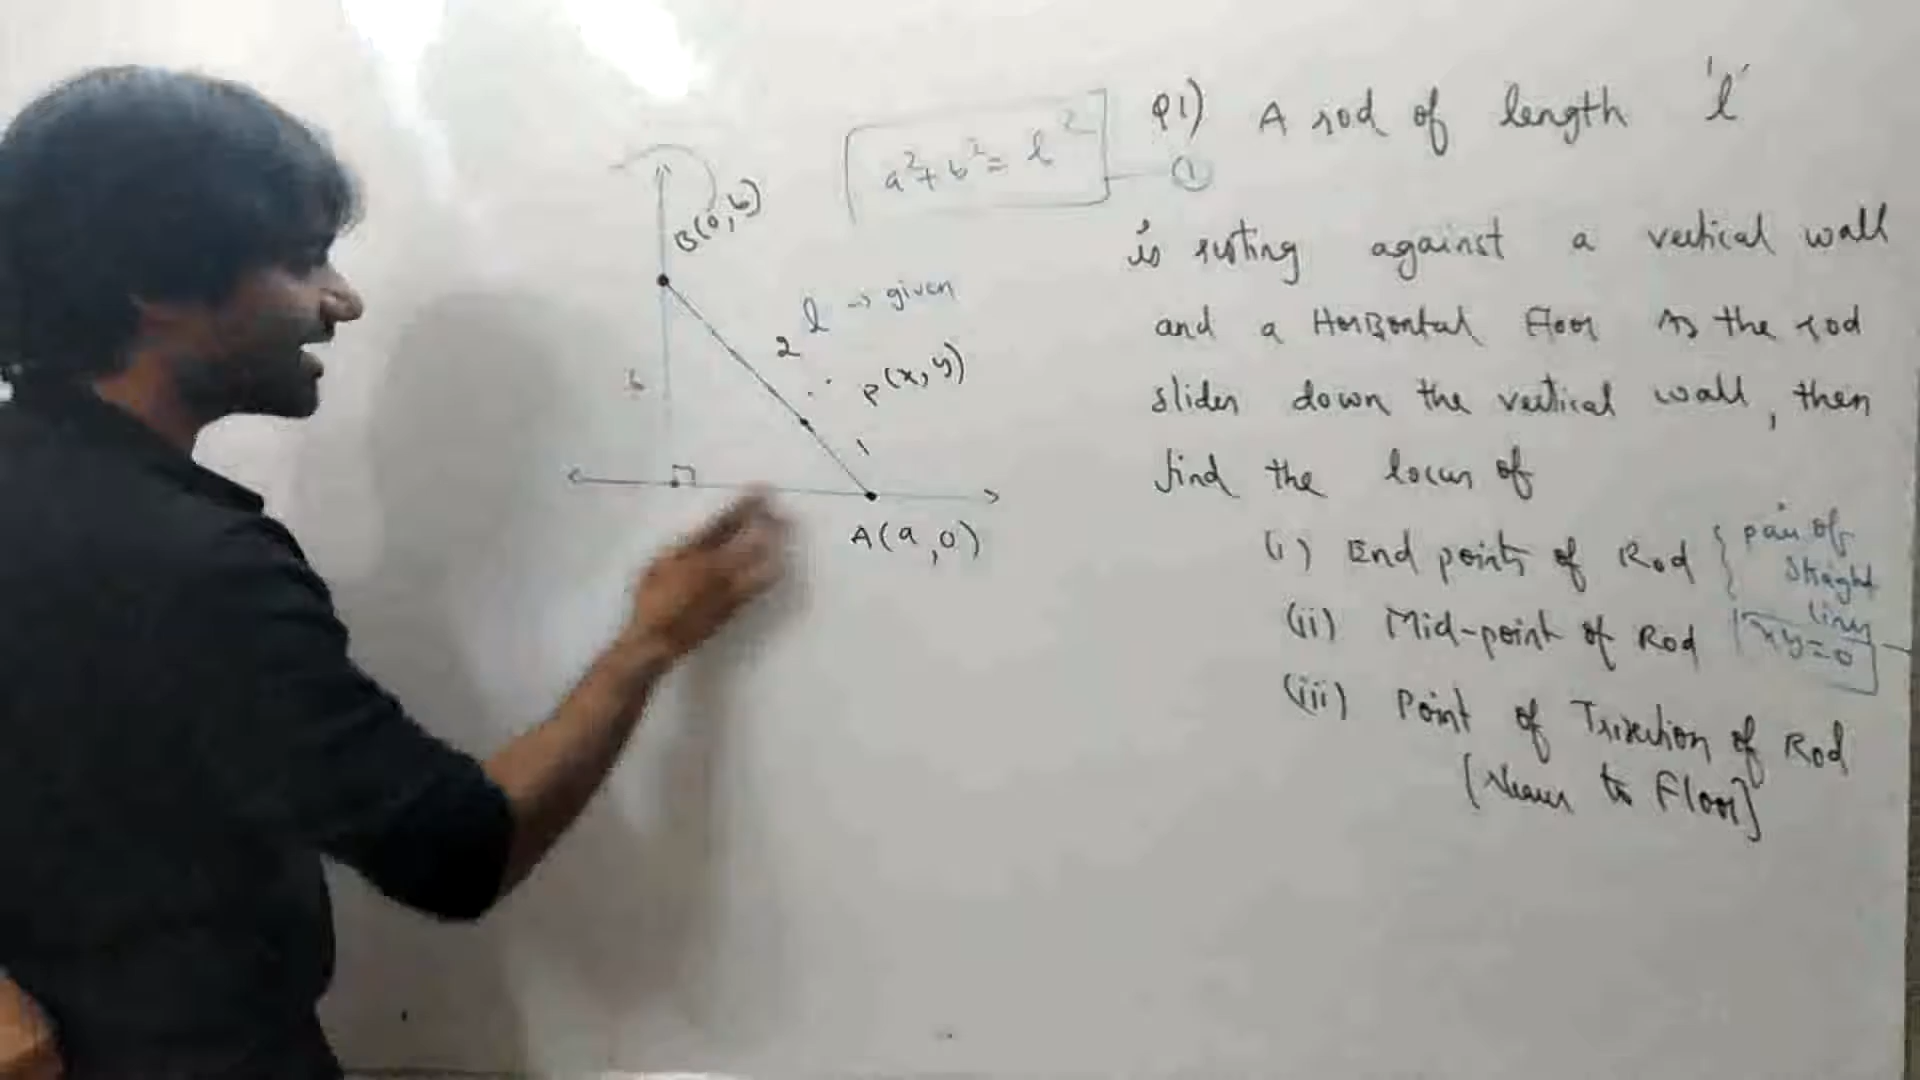 Q1) A rod of length 'l'
is resting against a vertical wall
and a Horizontal Floor As the rod
slides down the vertical wall, then
find the locus of
(i) End points of Rod { pair of
straight
lines
xy=0
(ii) Mid-point of Rod
(iii) Point of Trisection of Rod
[Nearer to Floor]
a²+b²=l² — ①
B(0,b)
l → given
2
P(x,y)
b
1
A(a,0)